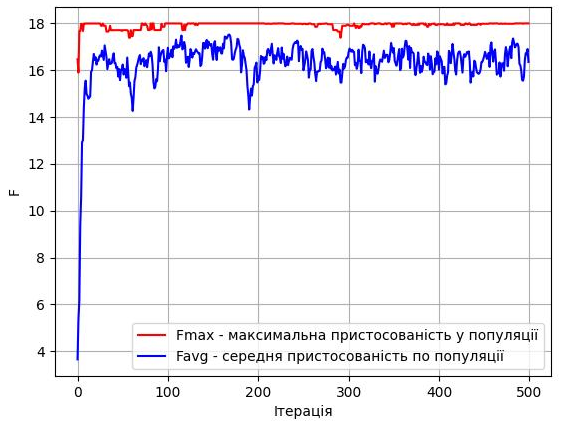 18
16
14
12
10
8
6
4
F
Fmax - максимальна пристосованість у популяції
Favg - середня пристосованість по популяції
0 100 200 300 400 500
Ітерація